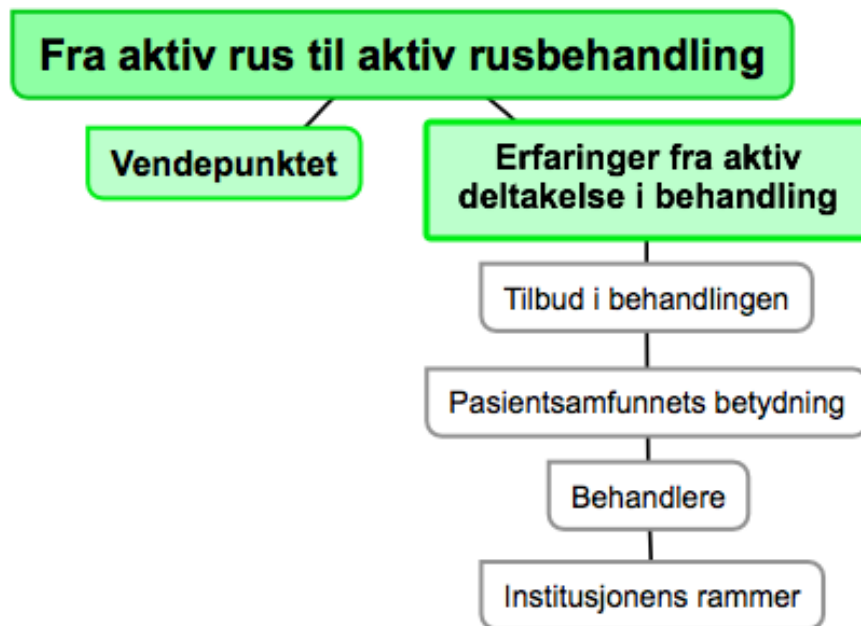 Fra aktiv rus til aktiv rusbehandling
Vendepunktet
Erfaringer fra aktiv
deltakelse i behandling
Tilbud i behandlingen
Pasientsamfunnets betydning
Behandlere
Institusjonens rammer